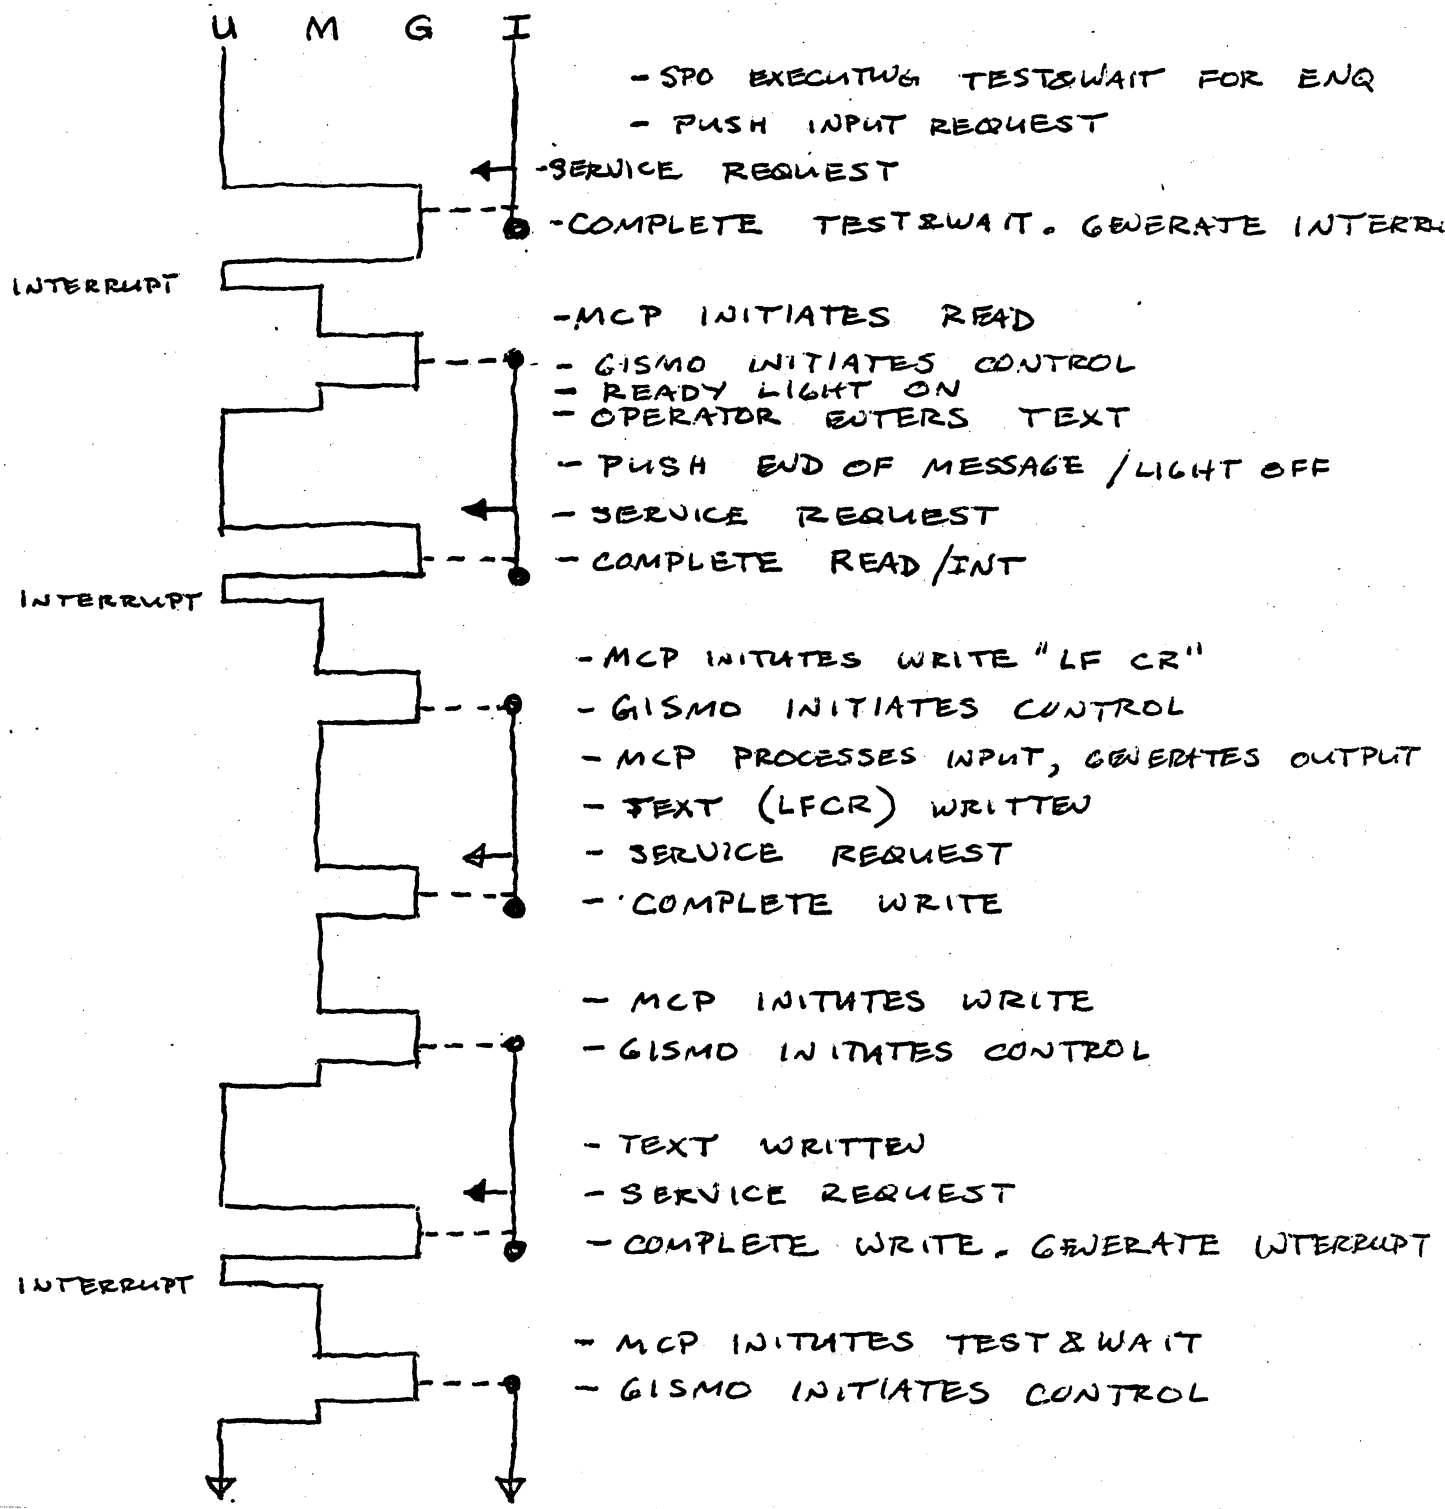 U M G I
- SPO EXECUTING TEST&WAIT FOR ENQ
- PUSH INPUT REQUEST
-SERVICE REQUEST
-COMPLETE TEST&WAIT. GENERATE INTERRU
INTERRUPT
-MCP INITIATES READ
- GISMO INITIATES CONTROL
- READY LIGHT ON
- OPERATOR ENTERS TEXT
- PUSH END OF MESSAGE /LIGHT OFF
- SERVICE REQUEST
- COMPLETE READ/INT
INTERRUPT
- MCP INITIATES WRITE "LF CR"
- GISMO INITIATES CONTROL
- MCP PROCESSES INPUT, GENERATES OUTPUT
- TEXT (LFCR) WRITTEN
- SERVICE REQUEST
- COMPLETE WRITE
- MCP INITIATES WRITE
- GISMO INITIATES CONTROL
- TEXT WRITTEN
- SERVICE REQUEST
- COMPLETE WRITE. GENERATE INTERRUPT
INTERRUPT
- MCP INITIATES TEST & WAIT
- GISMO INITIATES CONTROL